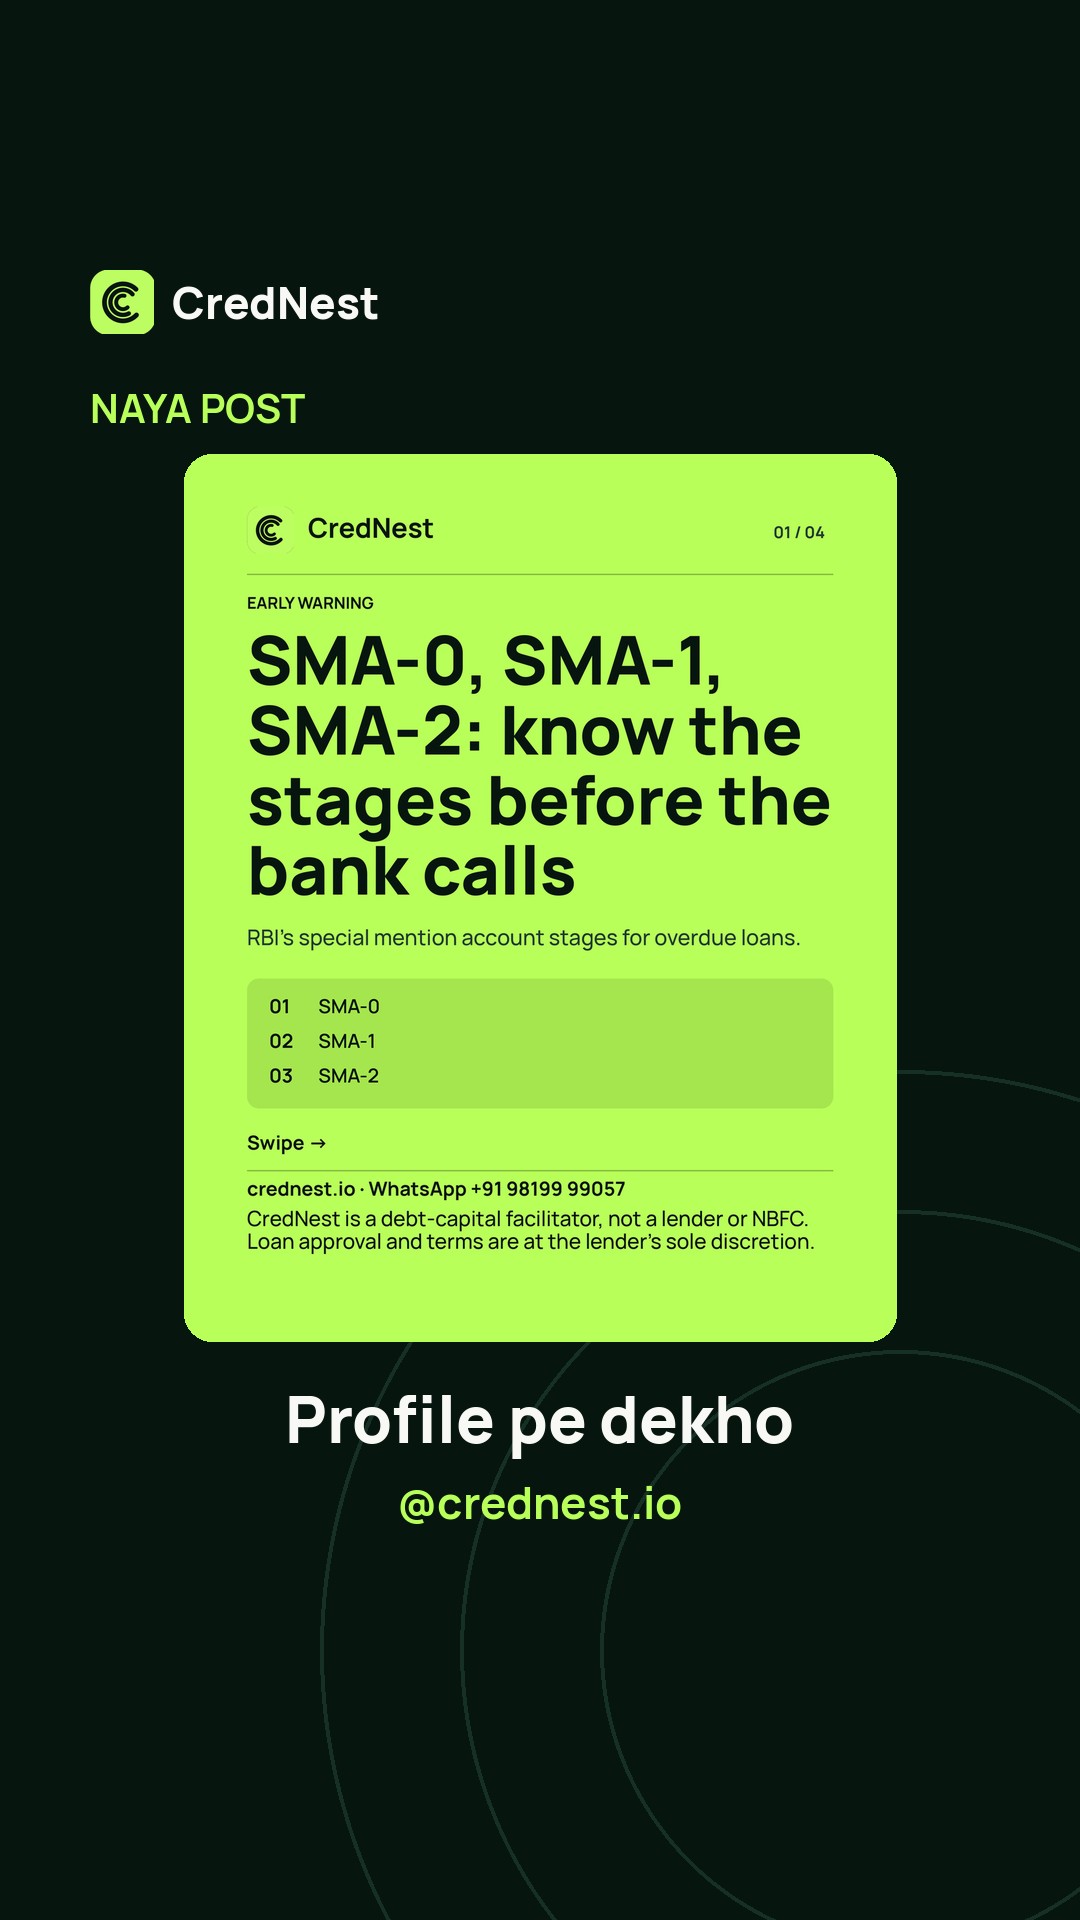 CredNest
NAYA POST
CredNest
01 / 04
EARLY WARNING
SMA-0, SMA-1,
SMA-2: know the
stages before the
bank calls
RBI's special mention account stages for overdue loans.
01 SMA-0
02 SMA-1
03 SMA-2
Swipe →
crednest.io · WhatsApp +91 98199 99057
CredNest is a debt-capital facilitator, not a lender or NBFC.
Loan approval and terms are at the lender's sole discretion.
Profile pe dekho
@crednest.io